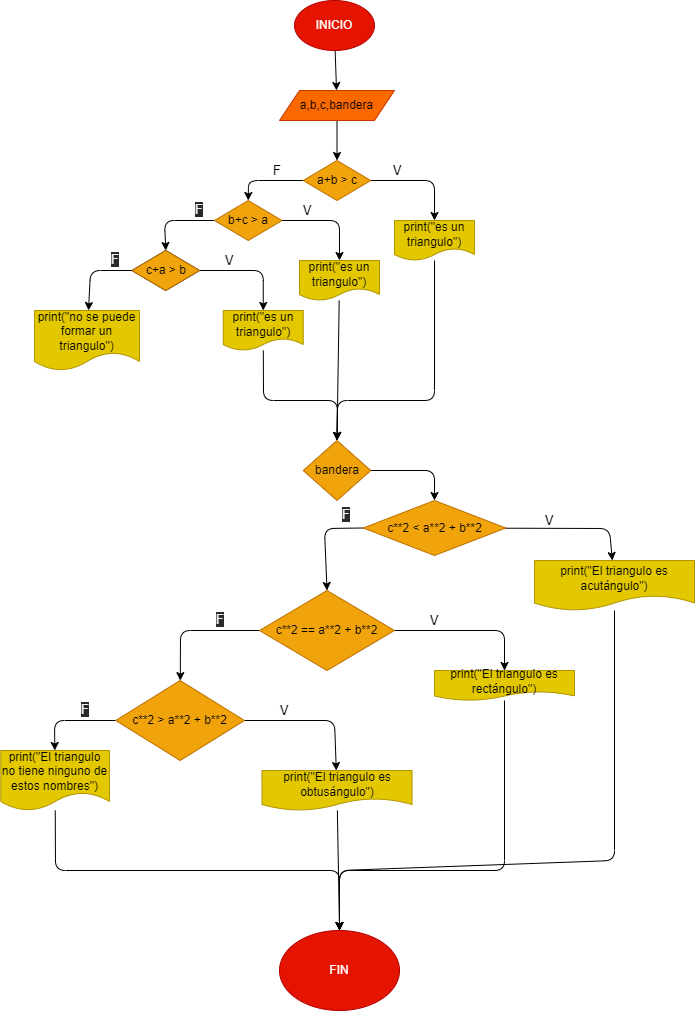 INICIO
a,b,c,bandera
a+b > c
F
V
b+c > a
F
V
print("es un
triangulo")
c+a > b
F
V
print("es un
triangulo")
print("no se puede
formar un
triangulo")
print("es un
triangulo")
bandera
c**2 < a**2 + b**2
F
V
print("El triangulo es
acutángulo")
c**2 == a**2 + b**2
F
V
print("El triangulo es
rectángulo")
c**2 > a**2 + b**2
F
V
print("El triangulo
no tiene ninguno de
estos nombres")
print("El triangulo es
obtusángulo")
FIN